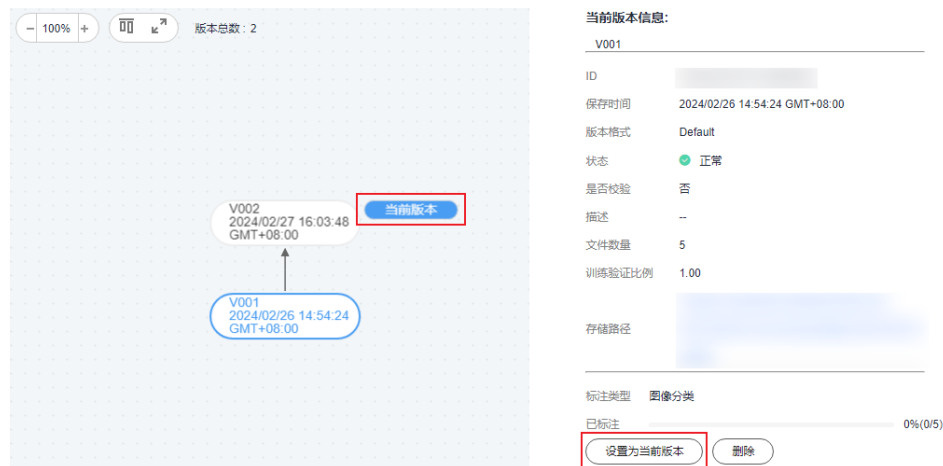 100%
版本总数：2
V002
2024/02/27 16:03:48
GMT+08:00
当前版本
V001
2024/02/26 14:54:24
GMT+08:00
当前版本信息:
V001
ID
保存时间 2024/02/26 14:54:24 GMT+08:00
版本格式 Default
状态 正常
是否校验 否
描述 --
文件数量 5
训练验证比例 1.00
存储路径
标注类型 图像分类
已标注 0%(0/5)
设置为当前版本 删除